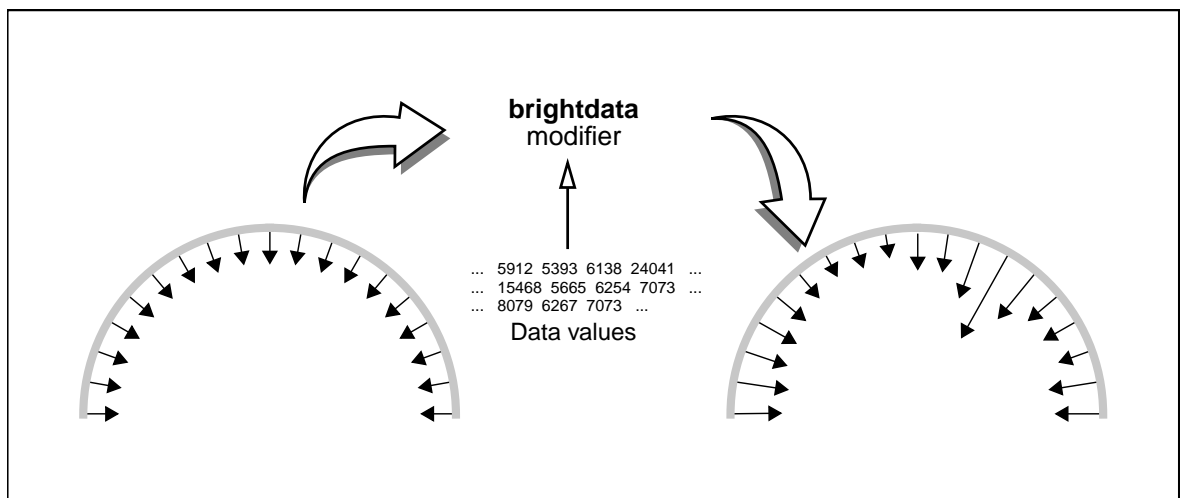 brightdata
modifier
... 5912 5393 6138 24041 ...
... 15468 5665 6254 7073 ...
... 8079 6267 7073 ...
Data values